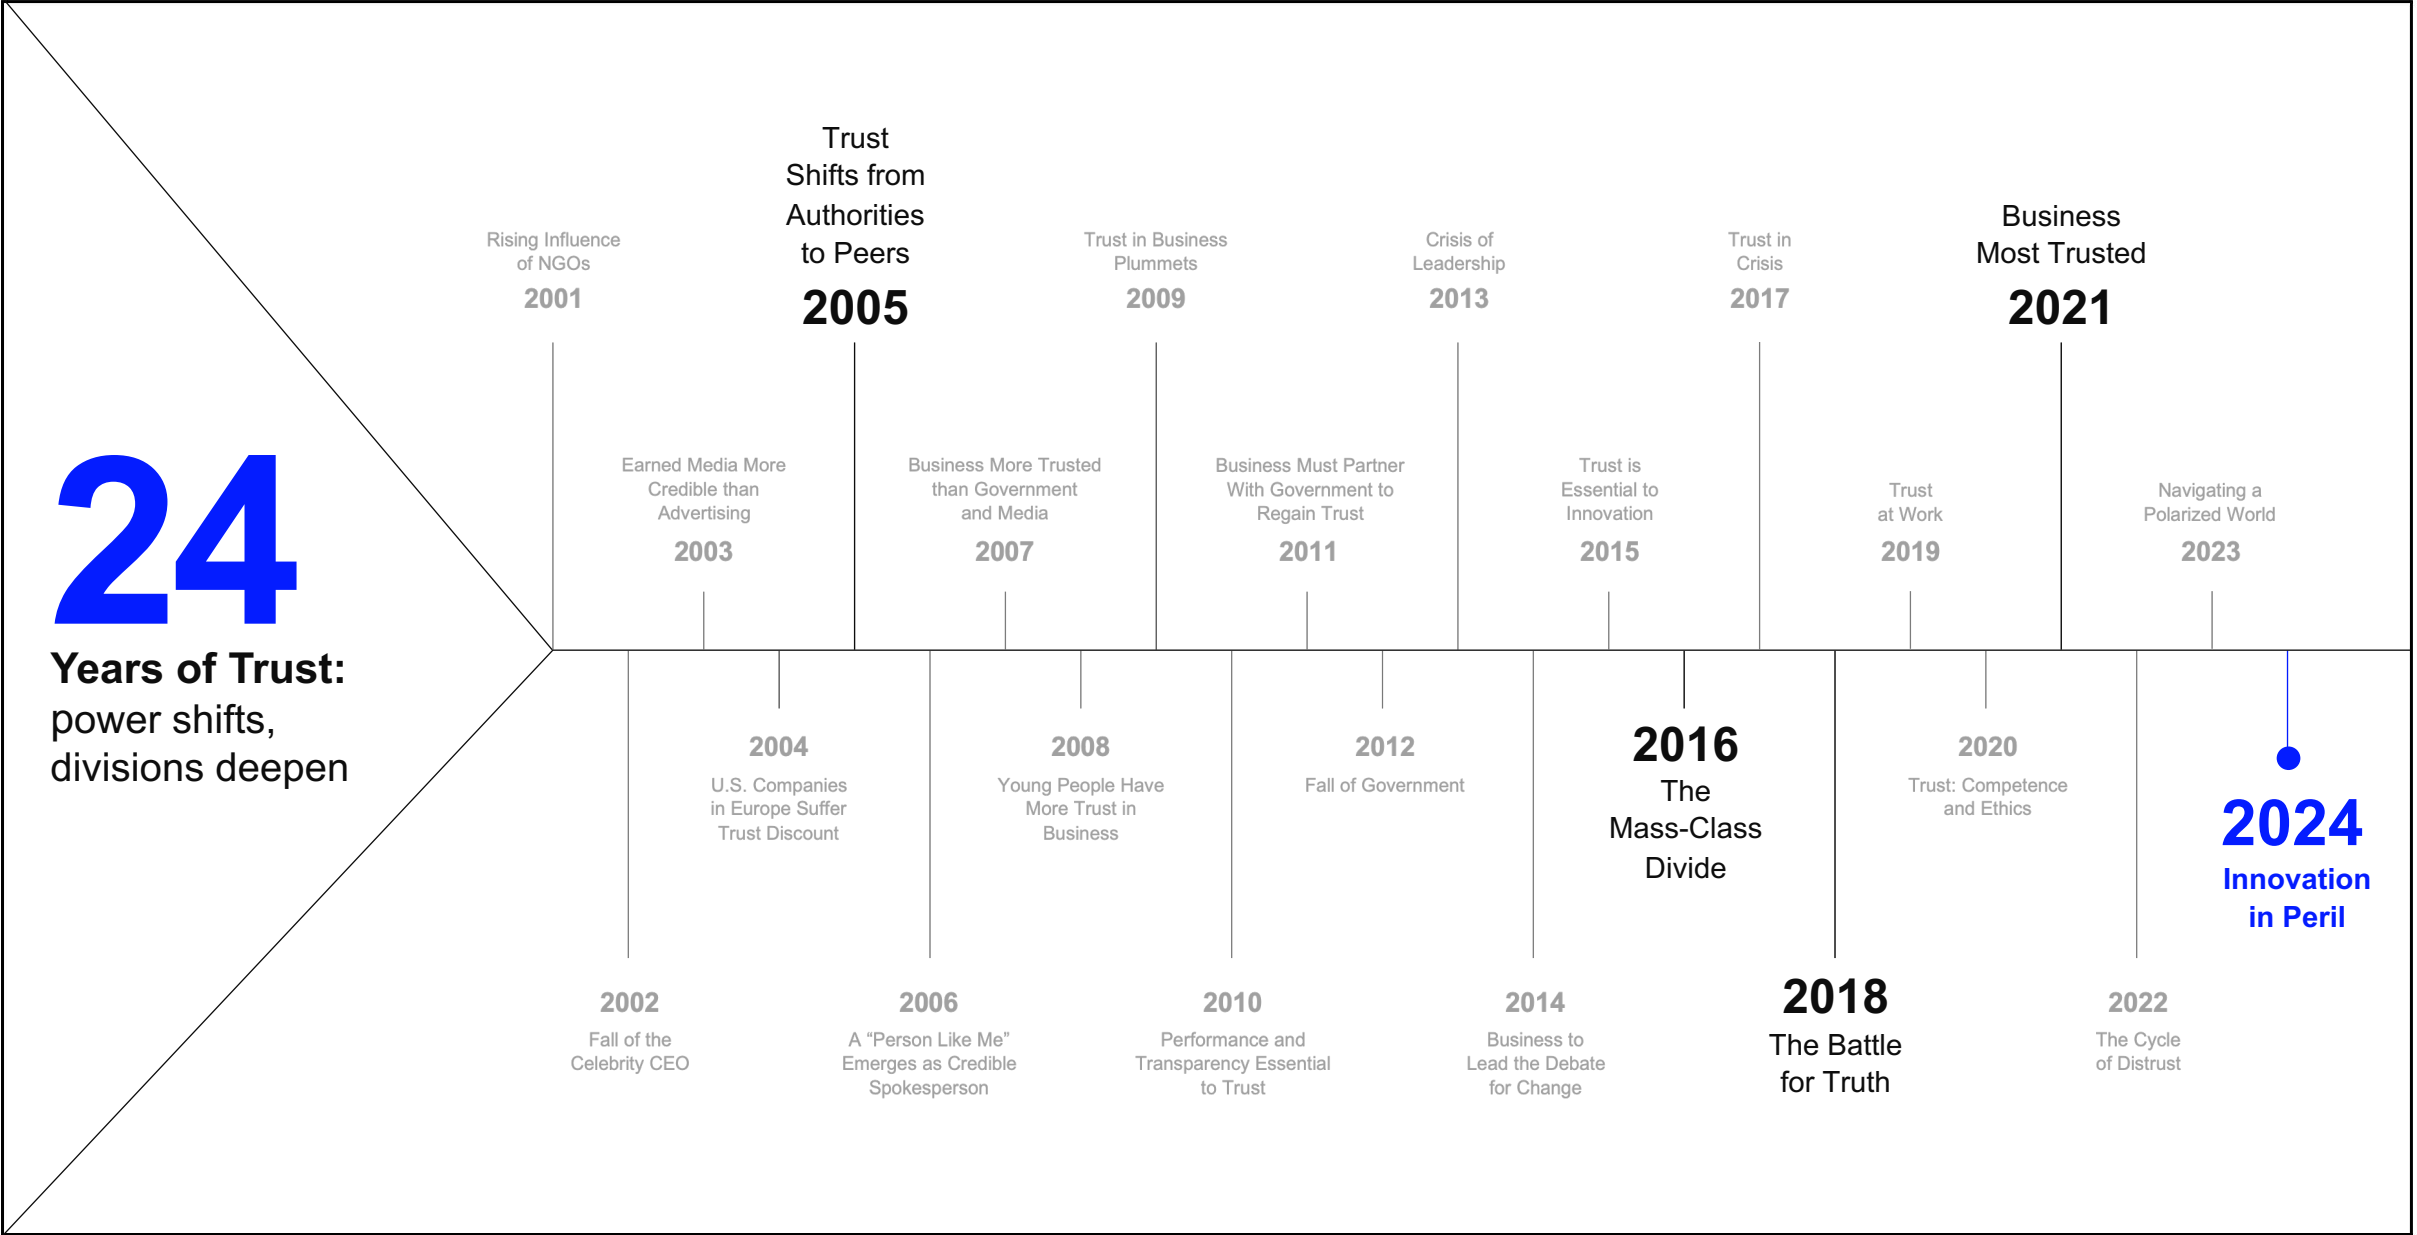 24
Years of Trust:
power shifts,
divisions deepen
Rising Influence
of NGOs
2001
2002
Fall of the
Celebrity CEO
Earned Media More
Credible than
Advertising
2003
2004
U.S. Companies
in Europe Suffer
Trust Discount
Trust
Shifts from
Authorities
to Peers
2005
2006
A “Person Like Me”
Emerges as Credible
Spokesperson
Business More Trusted
than Government
and Media
2007
2008
Young People Have
More Trust in
Business
Trust in Business
Plummets
2009
2010
Performance and
Transparency Essential
to Trust
Business Must Partner
With Government to
Regain Trust
2011
2012
Fall of Government
Crisis of
Leadership
2013
2014
Business to
Lead the Debate
for Change
Trust is
Essential to
Innovation
2015
2016
The
Mass-Class
Divide
Trust in
Crisis
2017
2018
The Battle
for Truth
Trust
at Work
2019
2020
Trust: Competence
and Ethics
Business
Most Trusted
2021
2022
The Cycle
of Distrust
Navigating a
Polarized World
2023
2024
Innovation
in Peril